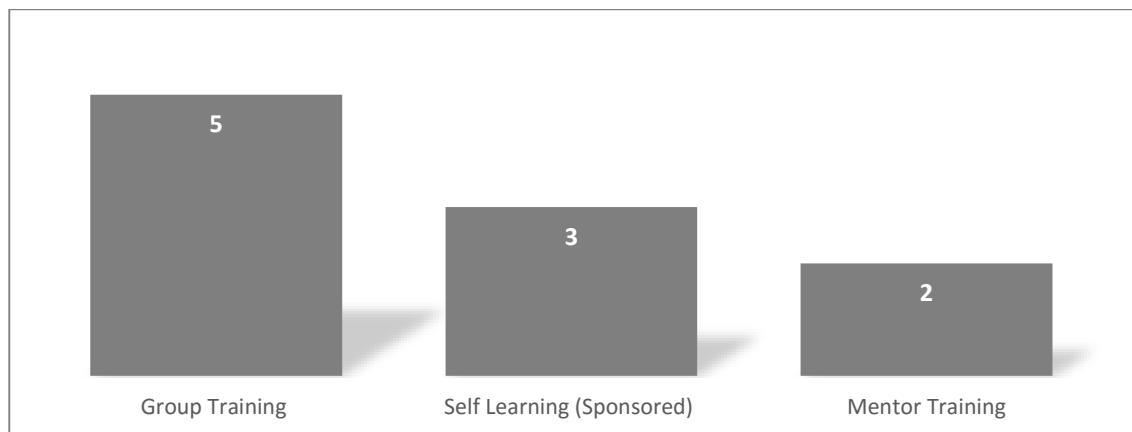 5
3
2
Group Training
Self Learning (Sponsored)
Mentor Training